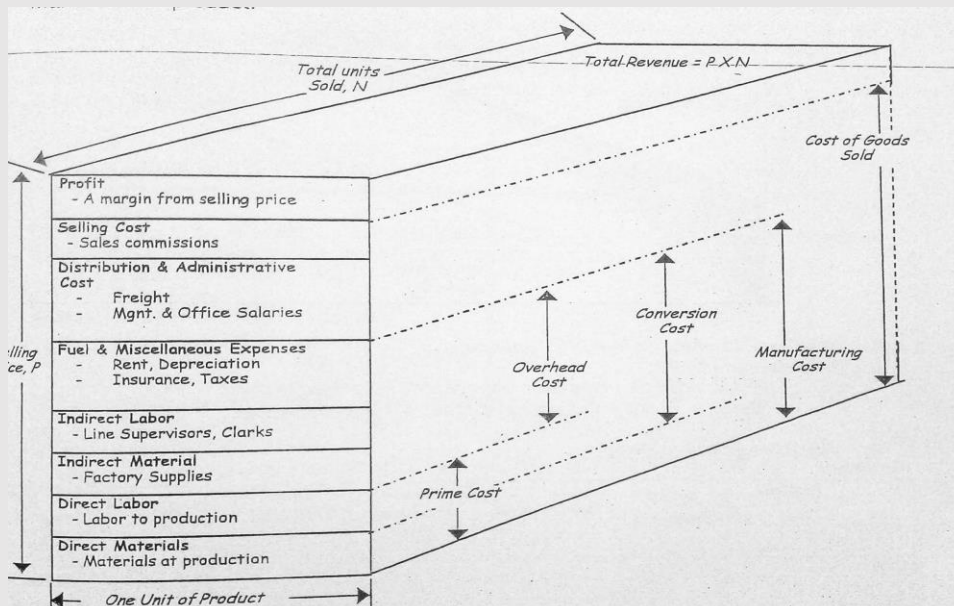 Total units
Sold, N
Total Revenue = P X N
Cost of Goods
Sold
Profit
- A margin from selling price
Selling Cost
- Sales commissions
Distribution & Administrative
Cost
- Freight
- Mgnt. & Office Salaries
Conversion
Cost
Fuel & Miscellaneous Expenses
- Rent, Depreciation
- Insurance, Taxes
Overhead
Cost
Manufacturing
Cost
lling
ice, P
Indirect Labor
- Line Supervisors, Clarks
Indirect Material
- Factory Supplies
Prime Cost
Direct Labor
- Labor to production
Direct Materials
- Materials at production
One Unit of Product